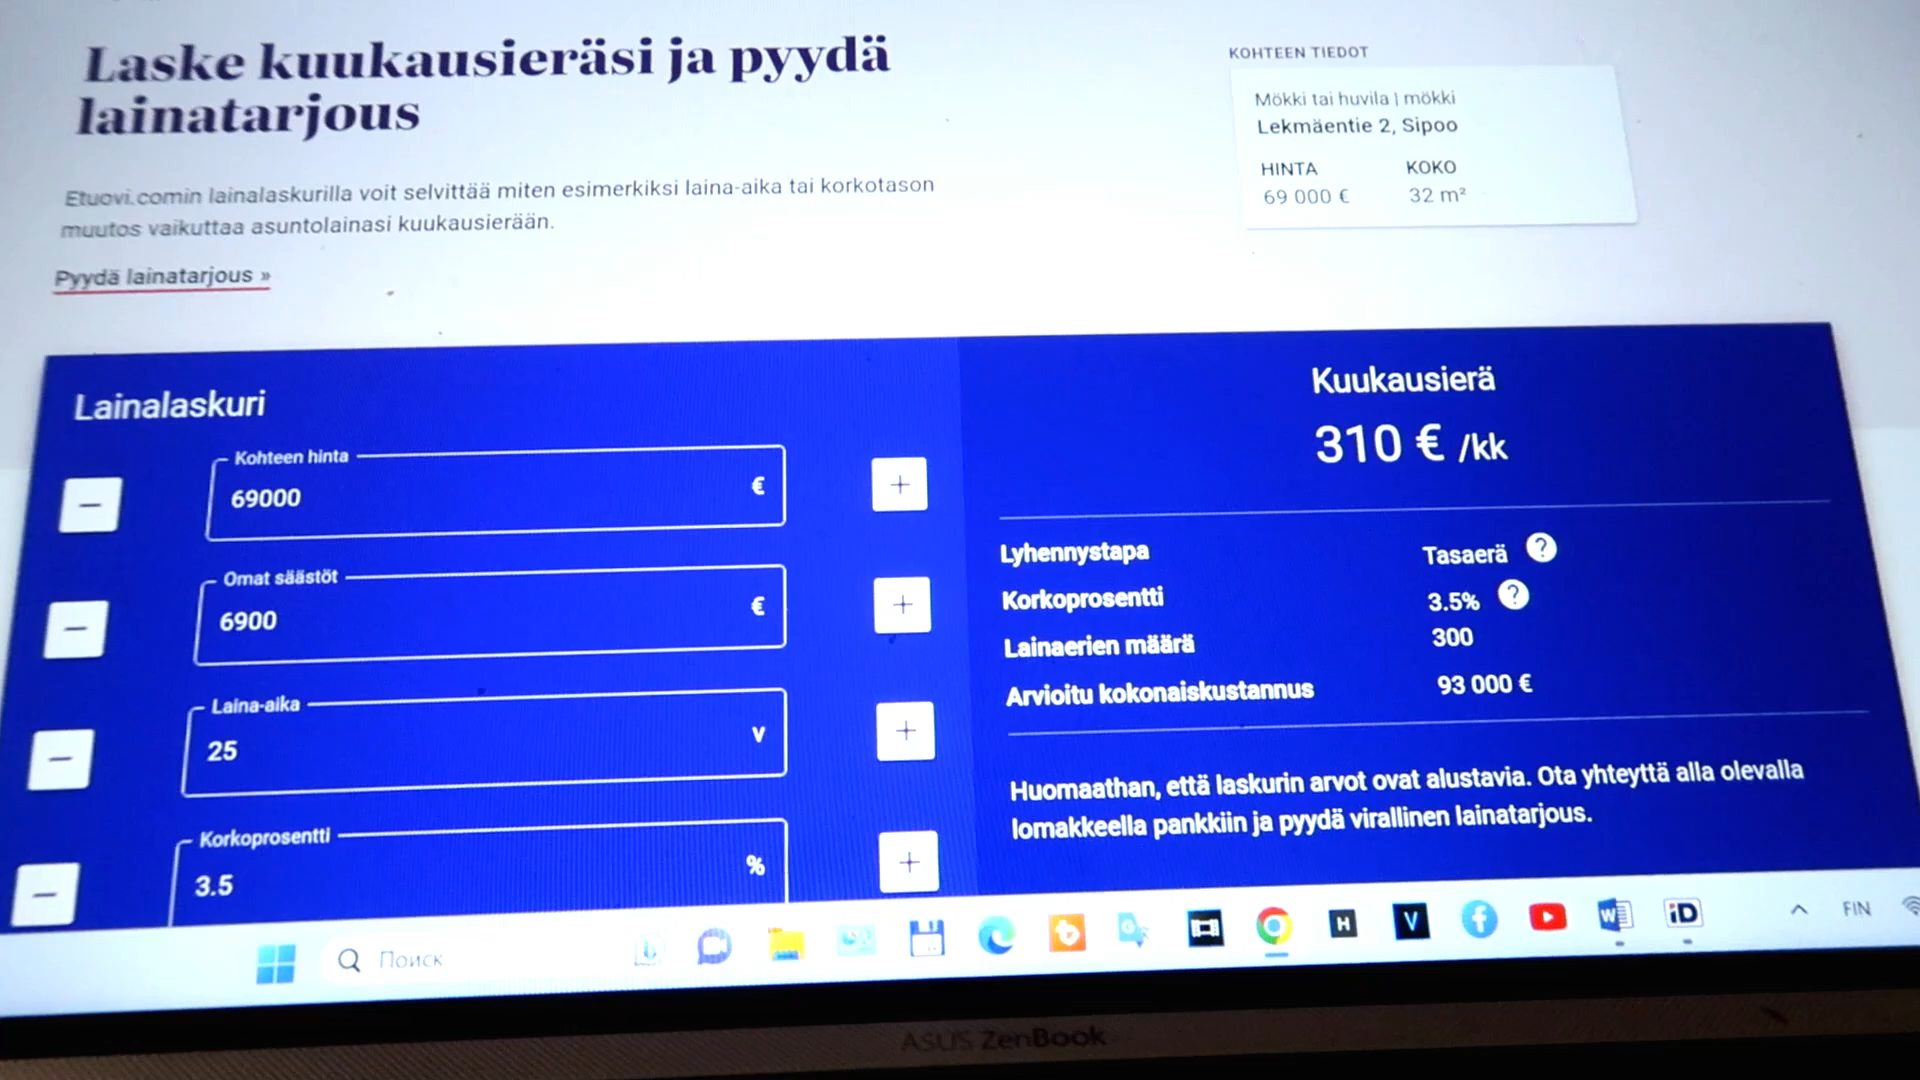 Laske kuukausieräsi ja pyydä
lainatarjous
Etuovi.comin lainalaskurilla voit selvittää miten esimerkiksi laina-aika tai korkotason
muutos vaikuttaa asuntolainasi kuukausierään.
Pyydä lainatarjous »
KOHTEEN TIEDOT
Mökki tai huvila | mökki
Lekmäentie 2, Sipoo
HINTA KOKO
69 000 € 32 m²
Lainalaskuri
Kohteen hinta
69000 €
Omat säästöt
6900 €
Laina-aika
25 V
Korkoprosentti
3.5 %
Kuukausierä
310 € /kk
Lyhennystapa Tasaerä ?
Korkoprosentti 3.5% ?
Lainaerien määrä 300
Arvioitu kokonaiskustannus 93 000 €
Huomaathan, että laskurin arvot ovat alustavia. Ota yhteyttä alla olevalla
lomakkeella pankkiin ja pyydä virallinen lainatarjous.
Поиск
H V iD FIN
ASUS ZenBook